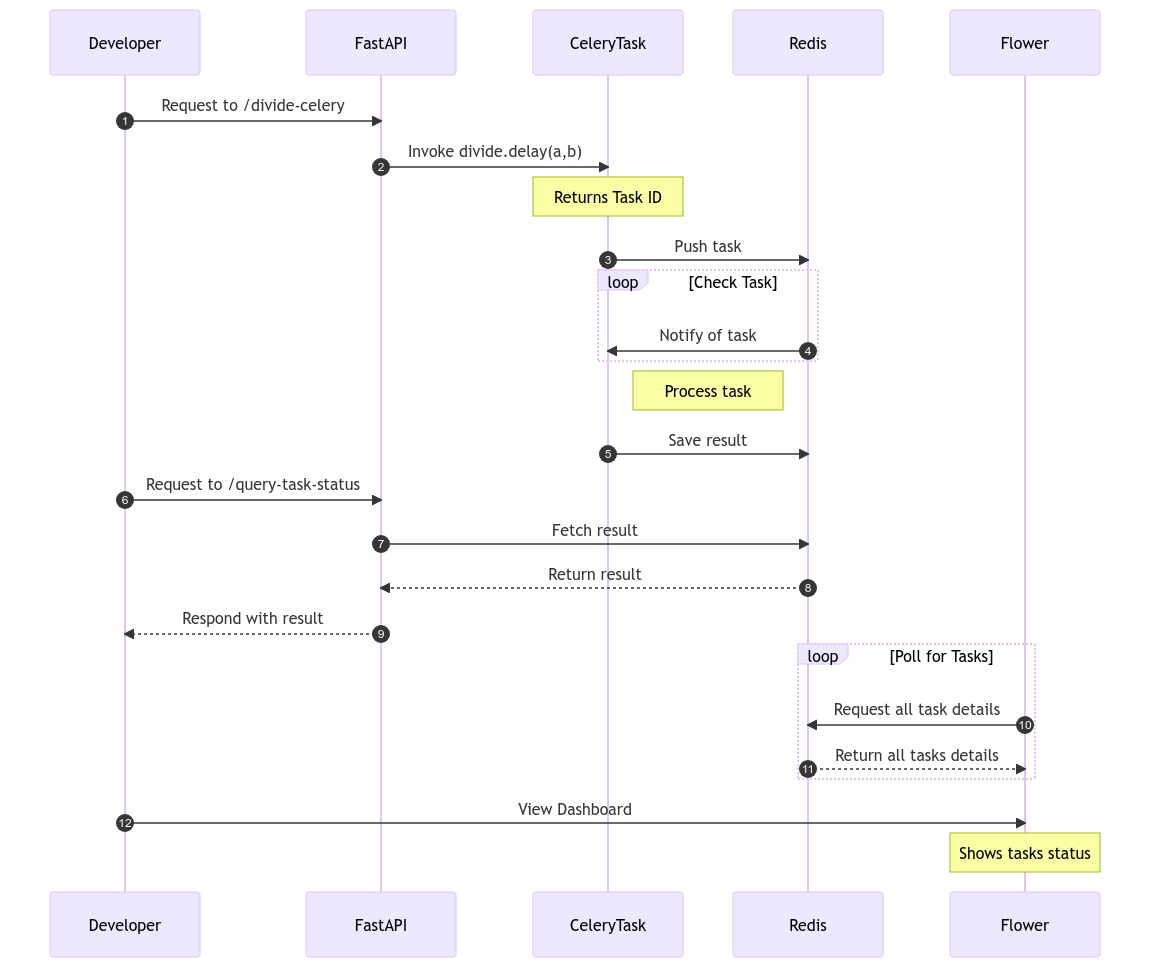 Developer
FastAPI
CeleryTask
Redis
Flower
Request to /divide-celery
1
Invoke divide.delay(a,b)
2
Returns Task ID
Push task
3
loop
[Check Task]
Notify of task
4
Process task
Save result
5
Request to /query-task-status
6
Fetch result
7
Return result
8
Respond with result
9
loop
[Poll for Tasks]
Request all task details
10
Return all tasks details
11
View Dashboard
12
Shows tasks status
Developer
FastAPI
CeleryTask
Redis
Flower